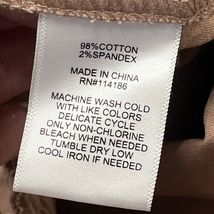 98%COTTON
2%SPANDEX
MADE IN CHINA
RN#114186
MACHINE WASH COLD
WITH LIKE COLORS
DELICATE CYCLE
ONLY NON-CHLORINE
BLEACH WHEN NEEDED
TUMBLE DRY LOW
COOL IRON IF NEEDED